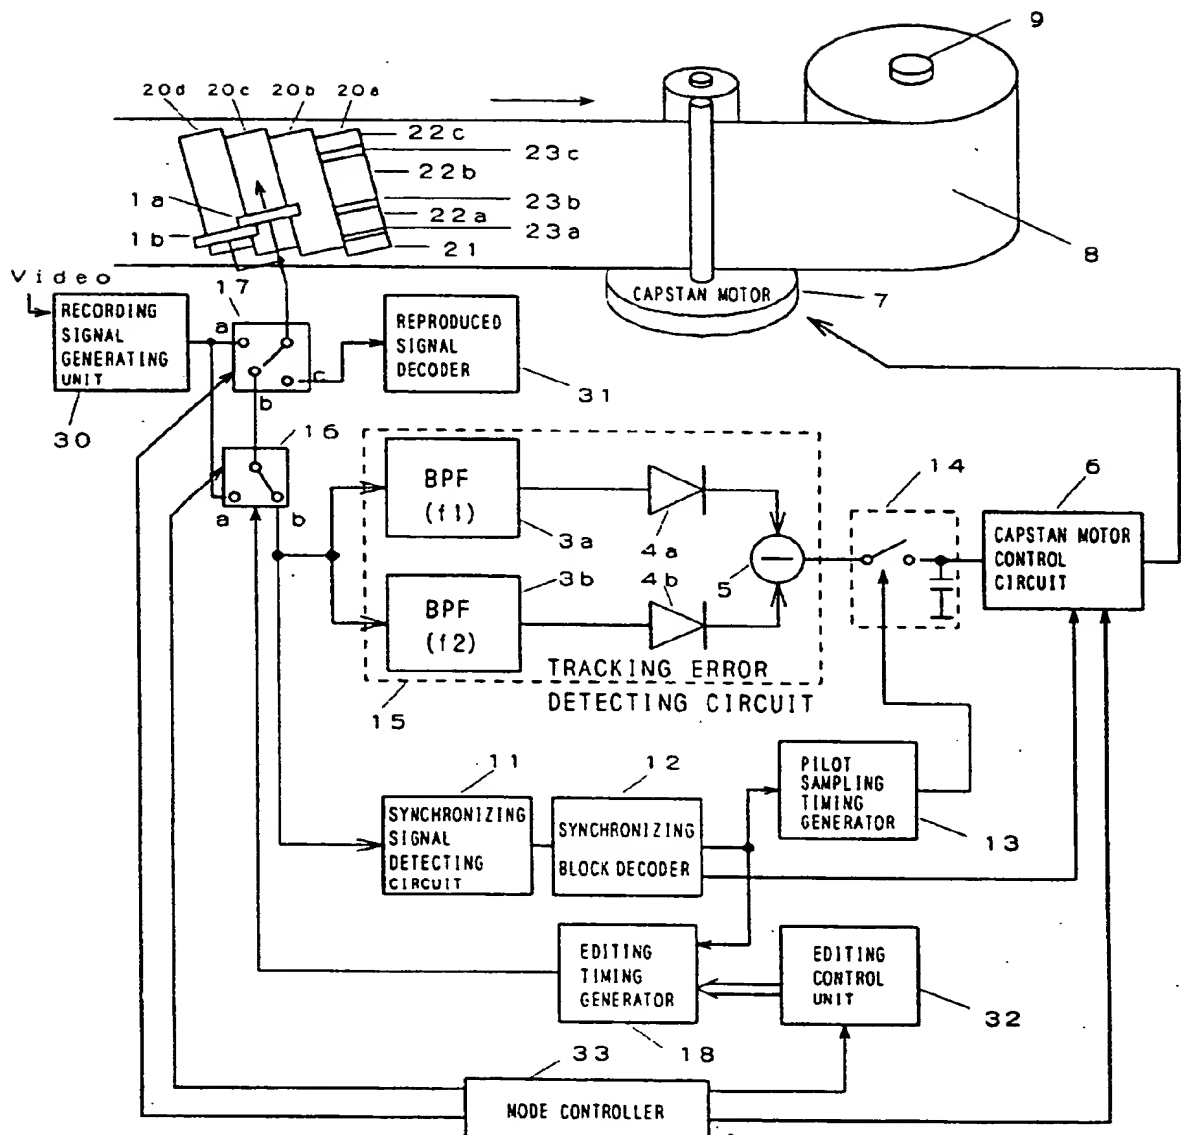 9
20d 20c 20b 20a
22c
23c
22b
1a
23b
22a
1b
23a
21
8
Video
17
CAPSTAN MOTOR
7
RECORDING
SIGNAL
GENERATING
UNIT
a
c
b
REPRODUCED
SIGNAL
DECODER
30
31
16
a
b
BPF
(f1)
3a
4a
14
6
5
CAPSTAN MOTOR
CONTROL
CIRCUIT
3b
4b
BPF
(f2)
TRACKING ERROR
DETECTING CIRCUIT
15
11
12
PILOT
SAMPLING
TIMING
GENERATOR
13
SYNCHRONIZING
SIGNAL
DETECTING
CIRCUIT
SYNCHRONIZING
BLOCK DECODER
EDITING
TIMING
GENERATOR
EDITING
CONTROL
UNIT
32
18
33
MODE CONTROLLER